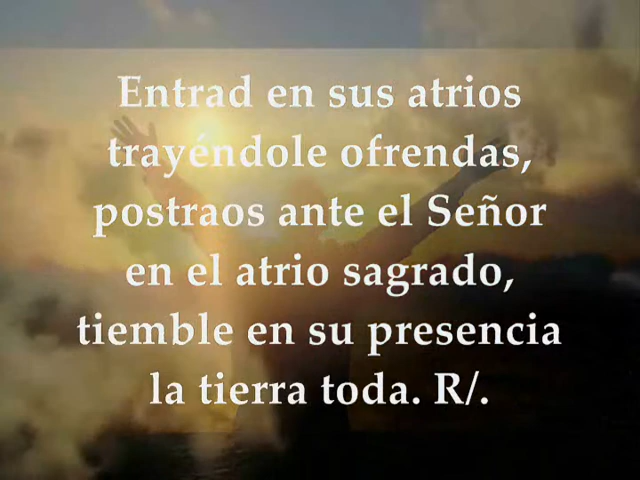 Entrad en sus atrios
trayéndole ofrendas,
postraos ante el Señor
en el atrio sagrado,
tiemble en su presencia
la tierra toda. R/.